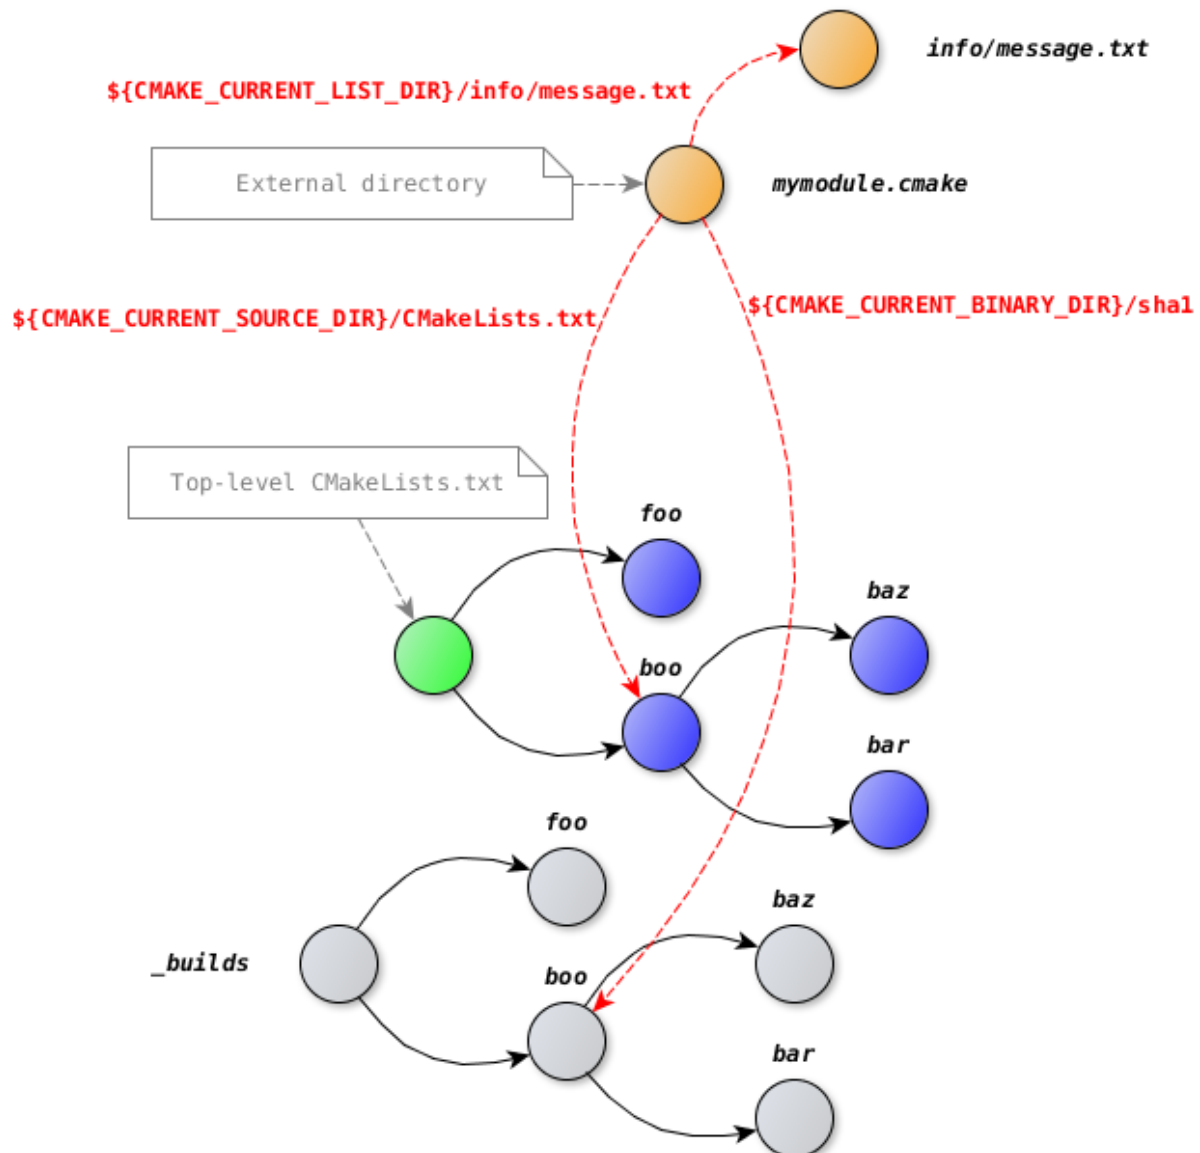 info/message.txt
${CMAKE_CURRENT_LIST_DIR}/info/message.txt
External directory
mymodule.cmake
${CMAKE_CURRENT_BINARY_DIR}/sha1
${CMAKE_CURRENT_SOURCE_DIR}/CMakeLists.txt
Top-level CMakeLists.txt
foo
baz
boo
bar
foo
baz
_builds
boo
bar